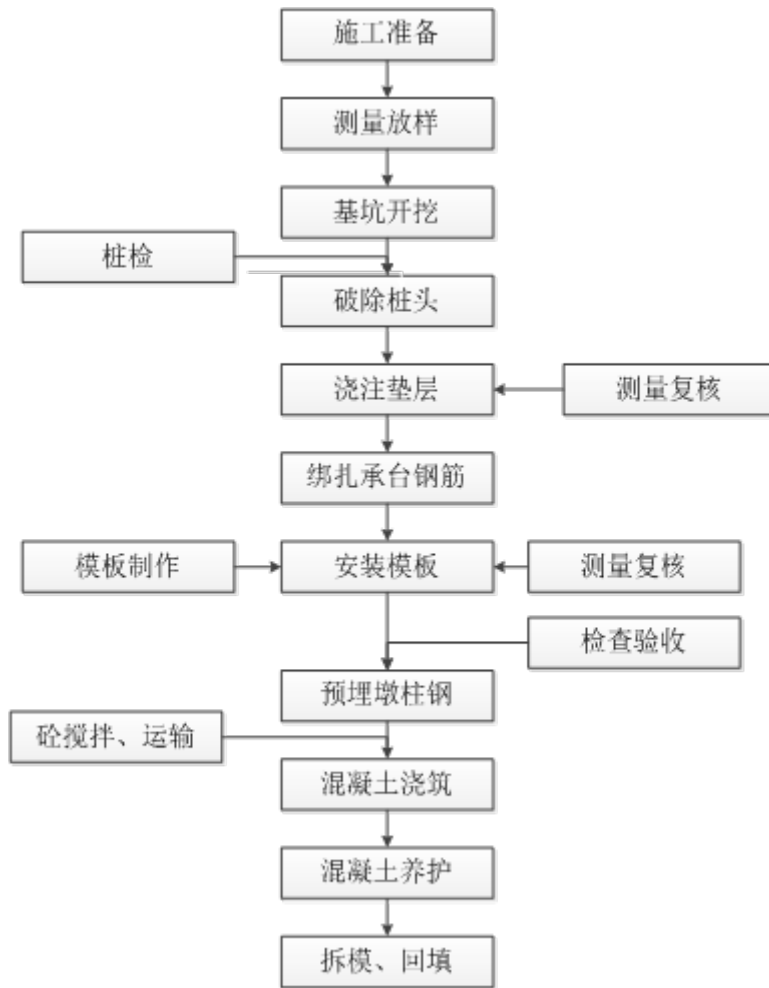 施工准备
测量放样
基坑开挖
桩检
破除桩头
浇注垫层
测量复核
绑扎承台钢筋
模板制作
安装模板
测量复核
检查验收
预埋墩柱钢
砼搅拌、运输
混凝土浇筑
混凝土养护
拆模、回填